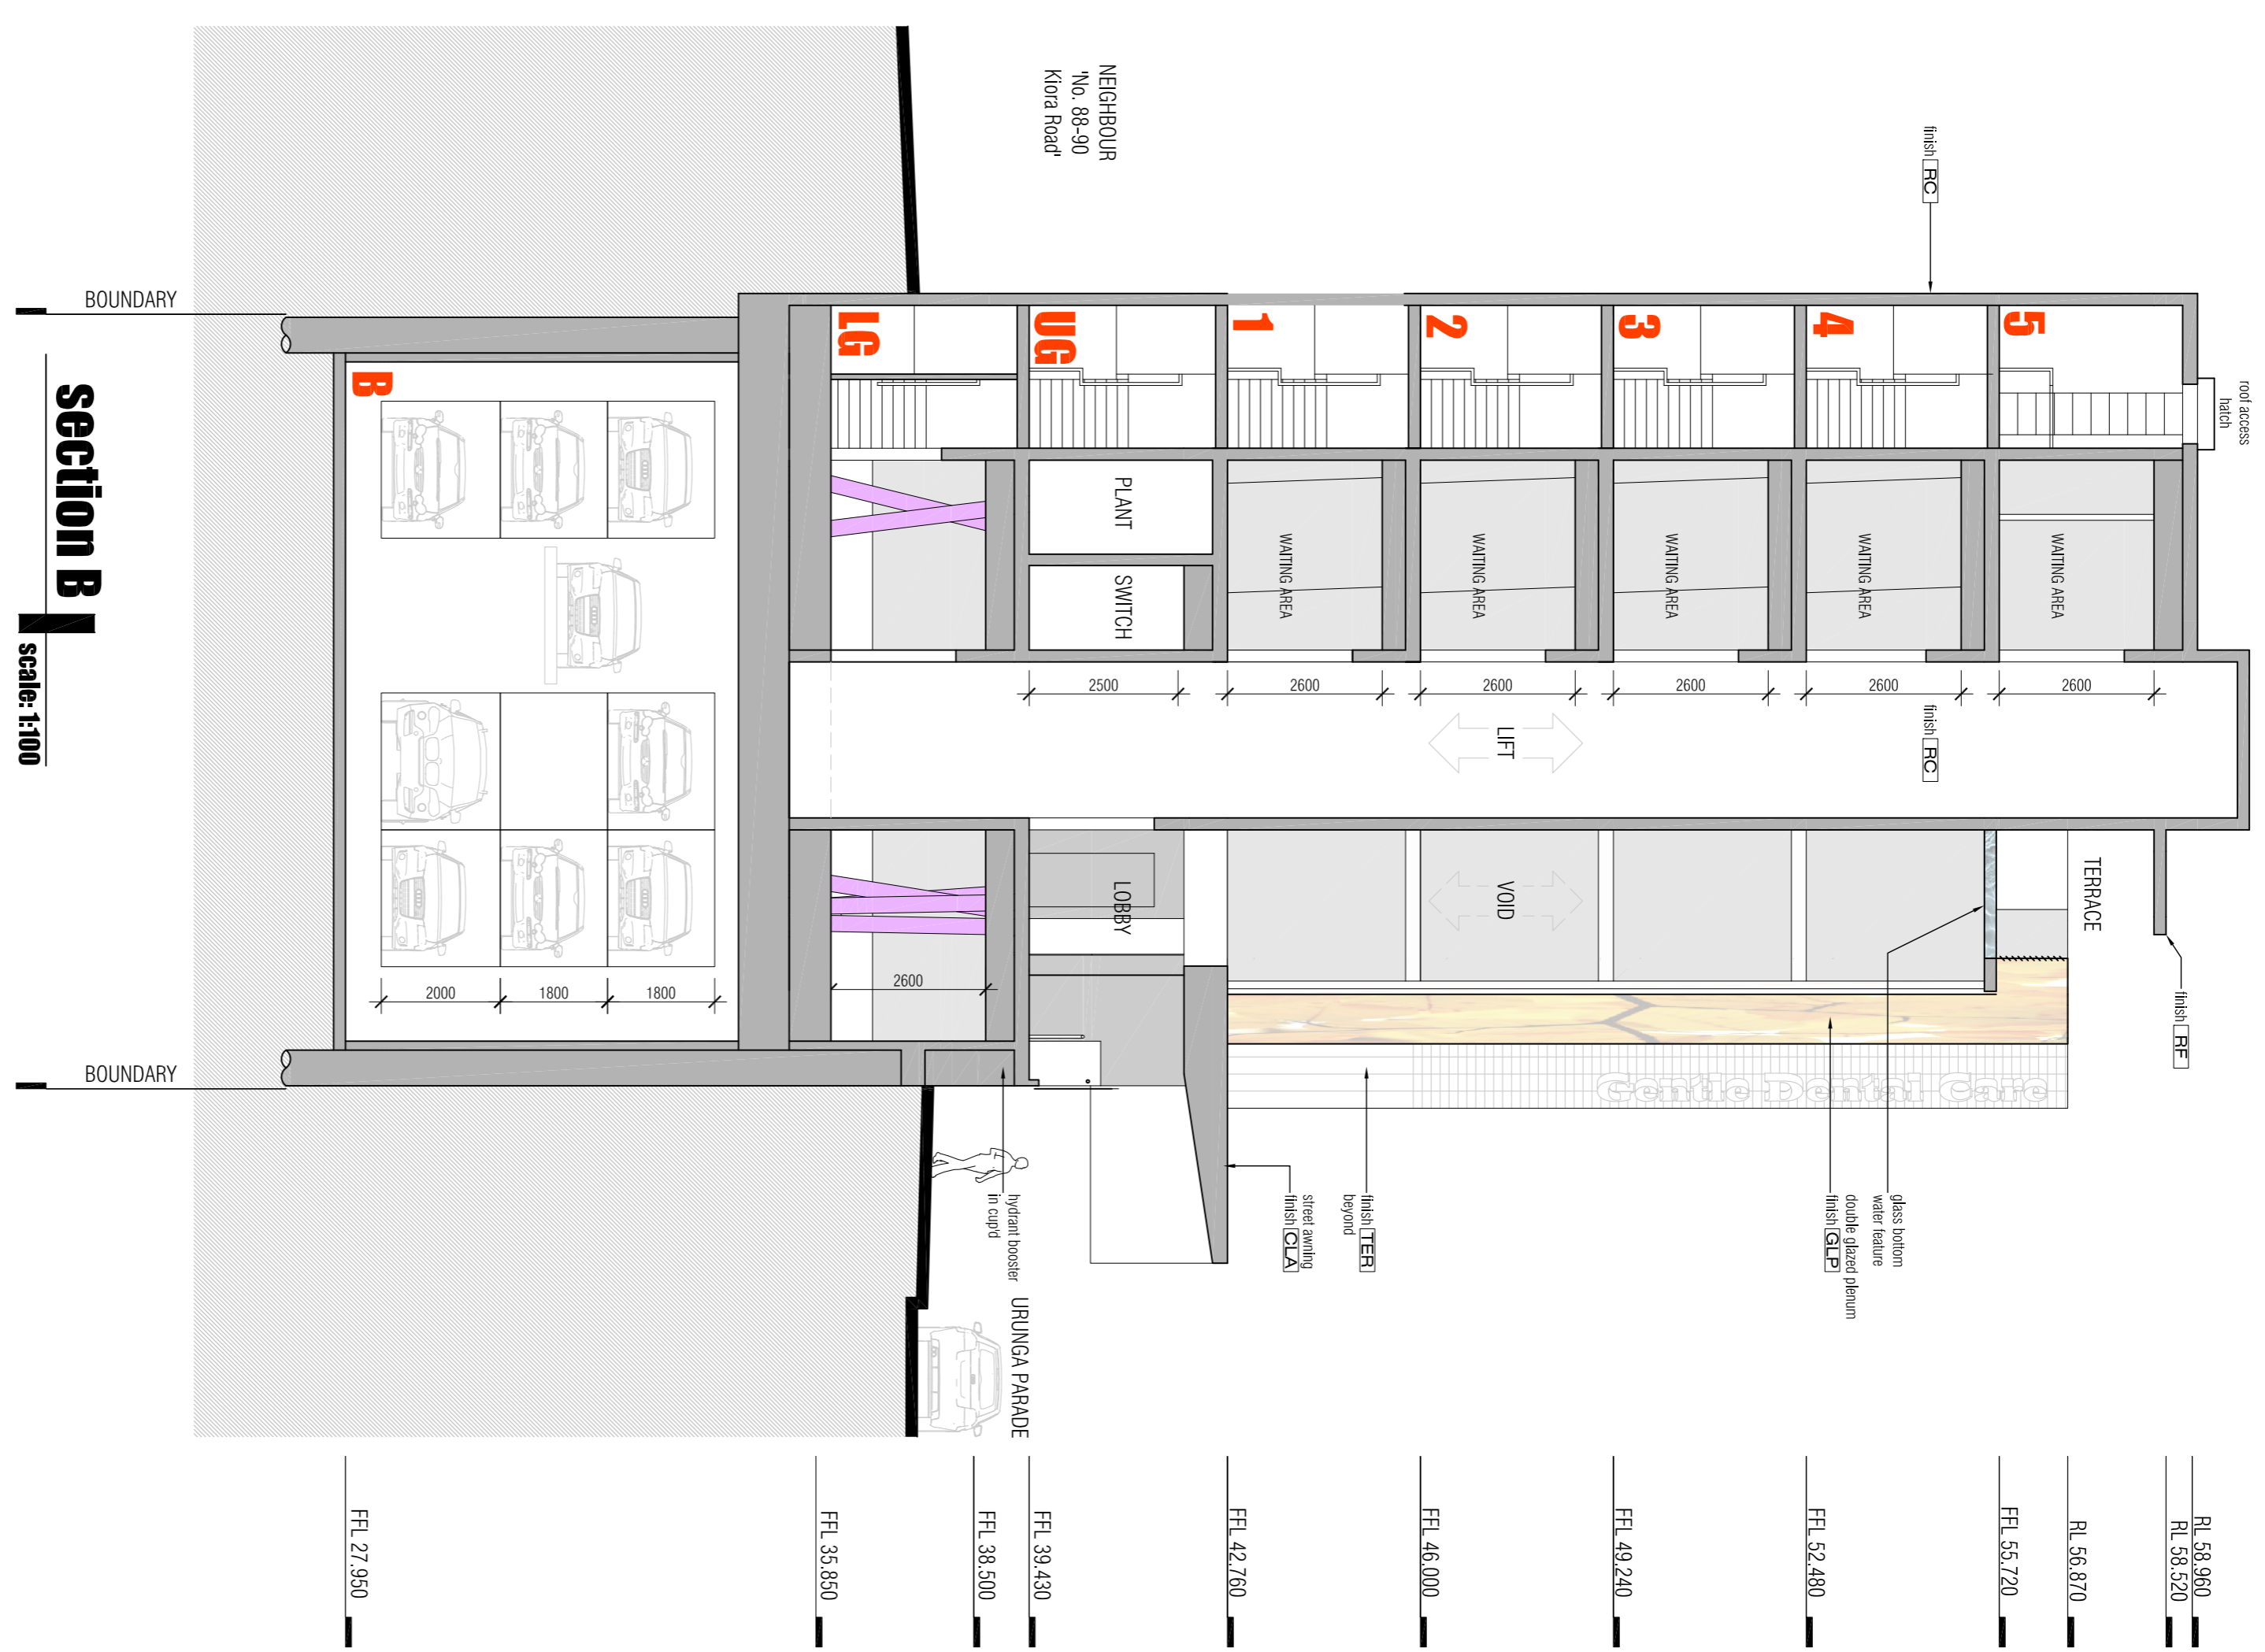 roof access
hatch
NEIGHBOUR
'No. 88-90
Kiora Road'
finish RC
5
4
3
2
1
UG
LG
B
WAITING AREA
WAITING AREA
WAITING AREA
WAITING AREA
WAITING AREA
PLANT
SWITCH
2600
2600
2600
2600
2600
2500
finish RC
LIFT
VOID
LOBBY
TERRACE
finish RF
Gentle Dental Care
glass bottom
water feature
double glazed plenum
finish GLP
finish TER
beyond
street awning
finish CLA
hydrant booster
in cup'd
URUNGA PARADE
2600
1800
1800
2000
RL 58.960
RL 58.520
RL 56.870
FFL 55.720
FFL 52.480
FFL 49.240
FFL 46.000
FFL 42.760
FFL 39.430
FFL 38.500
FFL 35.850
FFL 27.950
BOUNDARY
BOUNDARY
section B
scale: 1:100